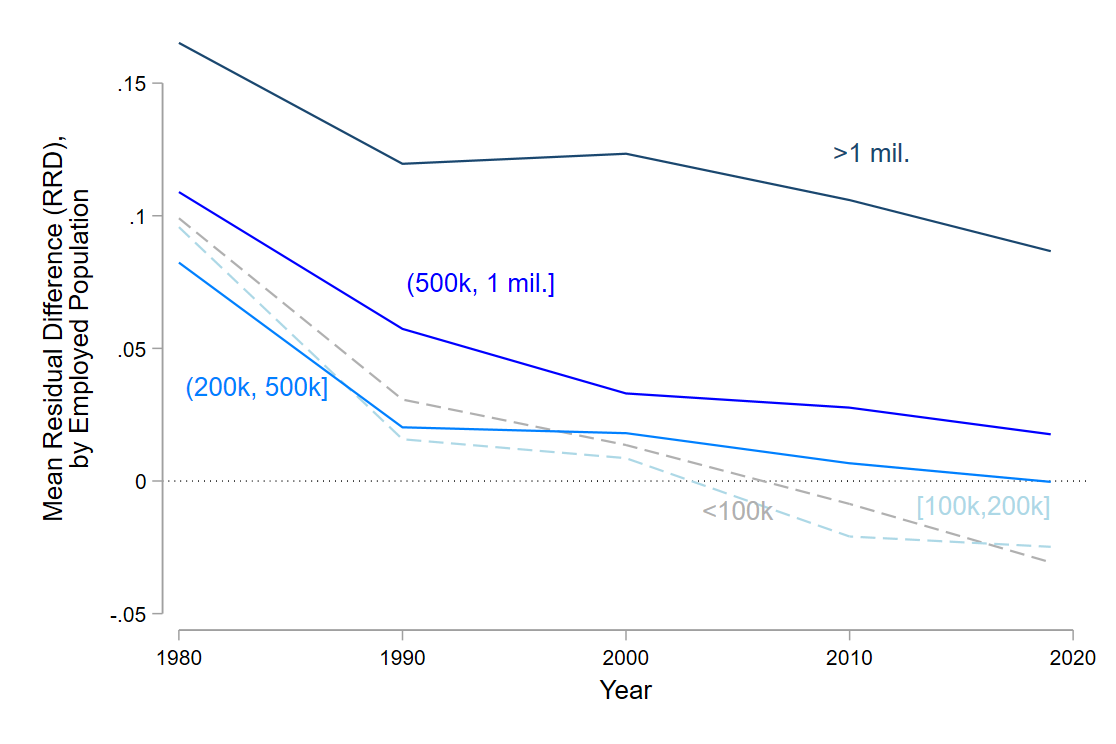 Mean Residual Difference (RRD),
by Employed Population
.15
.1
.05
0
-.05
>1 mil.
(500k, 1 mil.]
(200k, 500k]
<100k
[100k,200k]
1980
1990
2000
2010
2020
Year